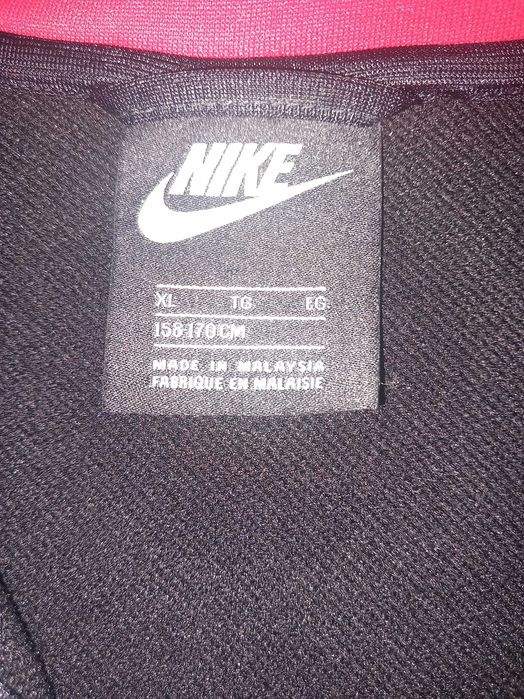 NIKE
XL TG EG
158-170CM
MADE IN MALAYSIA
FABRIQUE EN MALAISIE